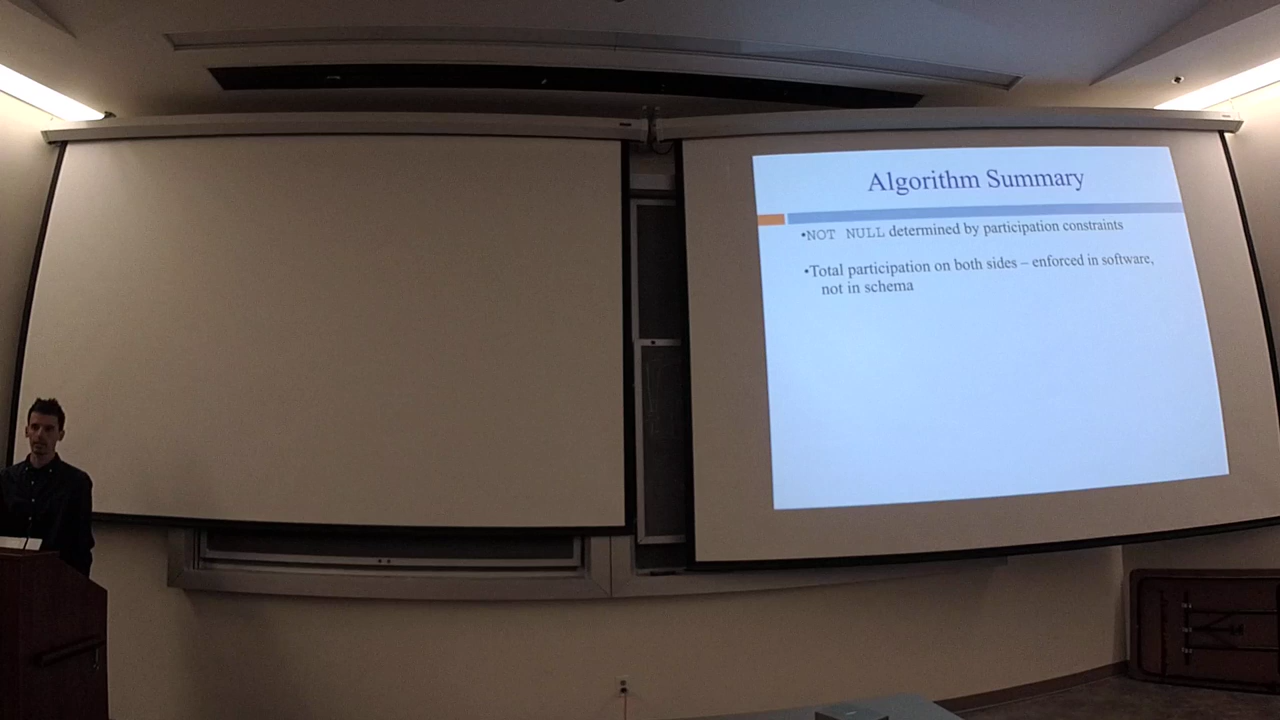 Algorithm Summary
•NOT NULL determined by participation constraints
•Total participation on both sides – enforced in software,
not in schema